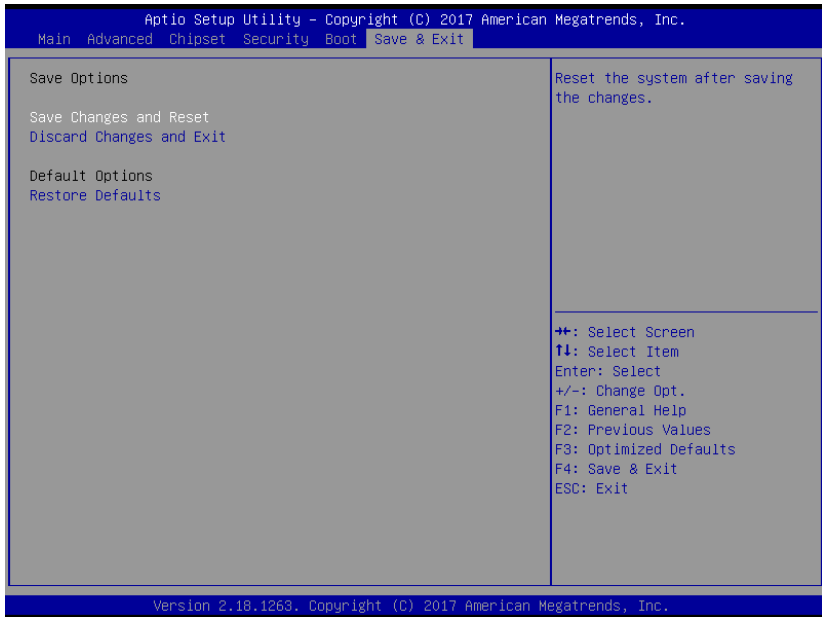 Aptio Setup Utility – Copyright (C) 2017 American Megatrends, Inc.
Main Advanced Chipset Security Boot Save & Exit
Save Options
Save Changes and Reset
Discard Changes and Exit
Default Options
Restore Defaults
Reset the system after saving
the changes.
→←: Select Screen
↑↓: Select Item
Enter: Select
+/-: Change Opt.
F1: General Help
F2: Previous Values
F3: Optimized Defaults
F4: Save & Exit
ESC: Exit
Version 2.18.1263. Copyright (C) 2017 American Megatrends, Inc.